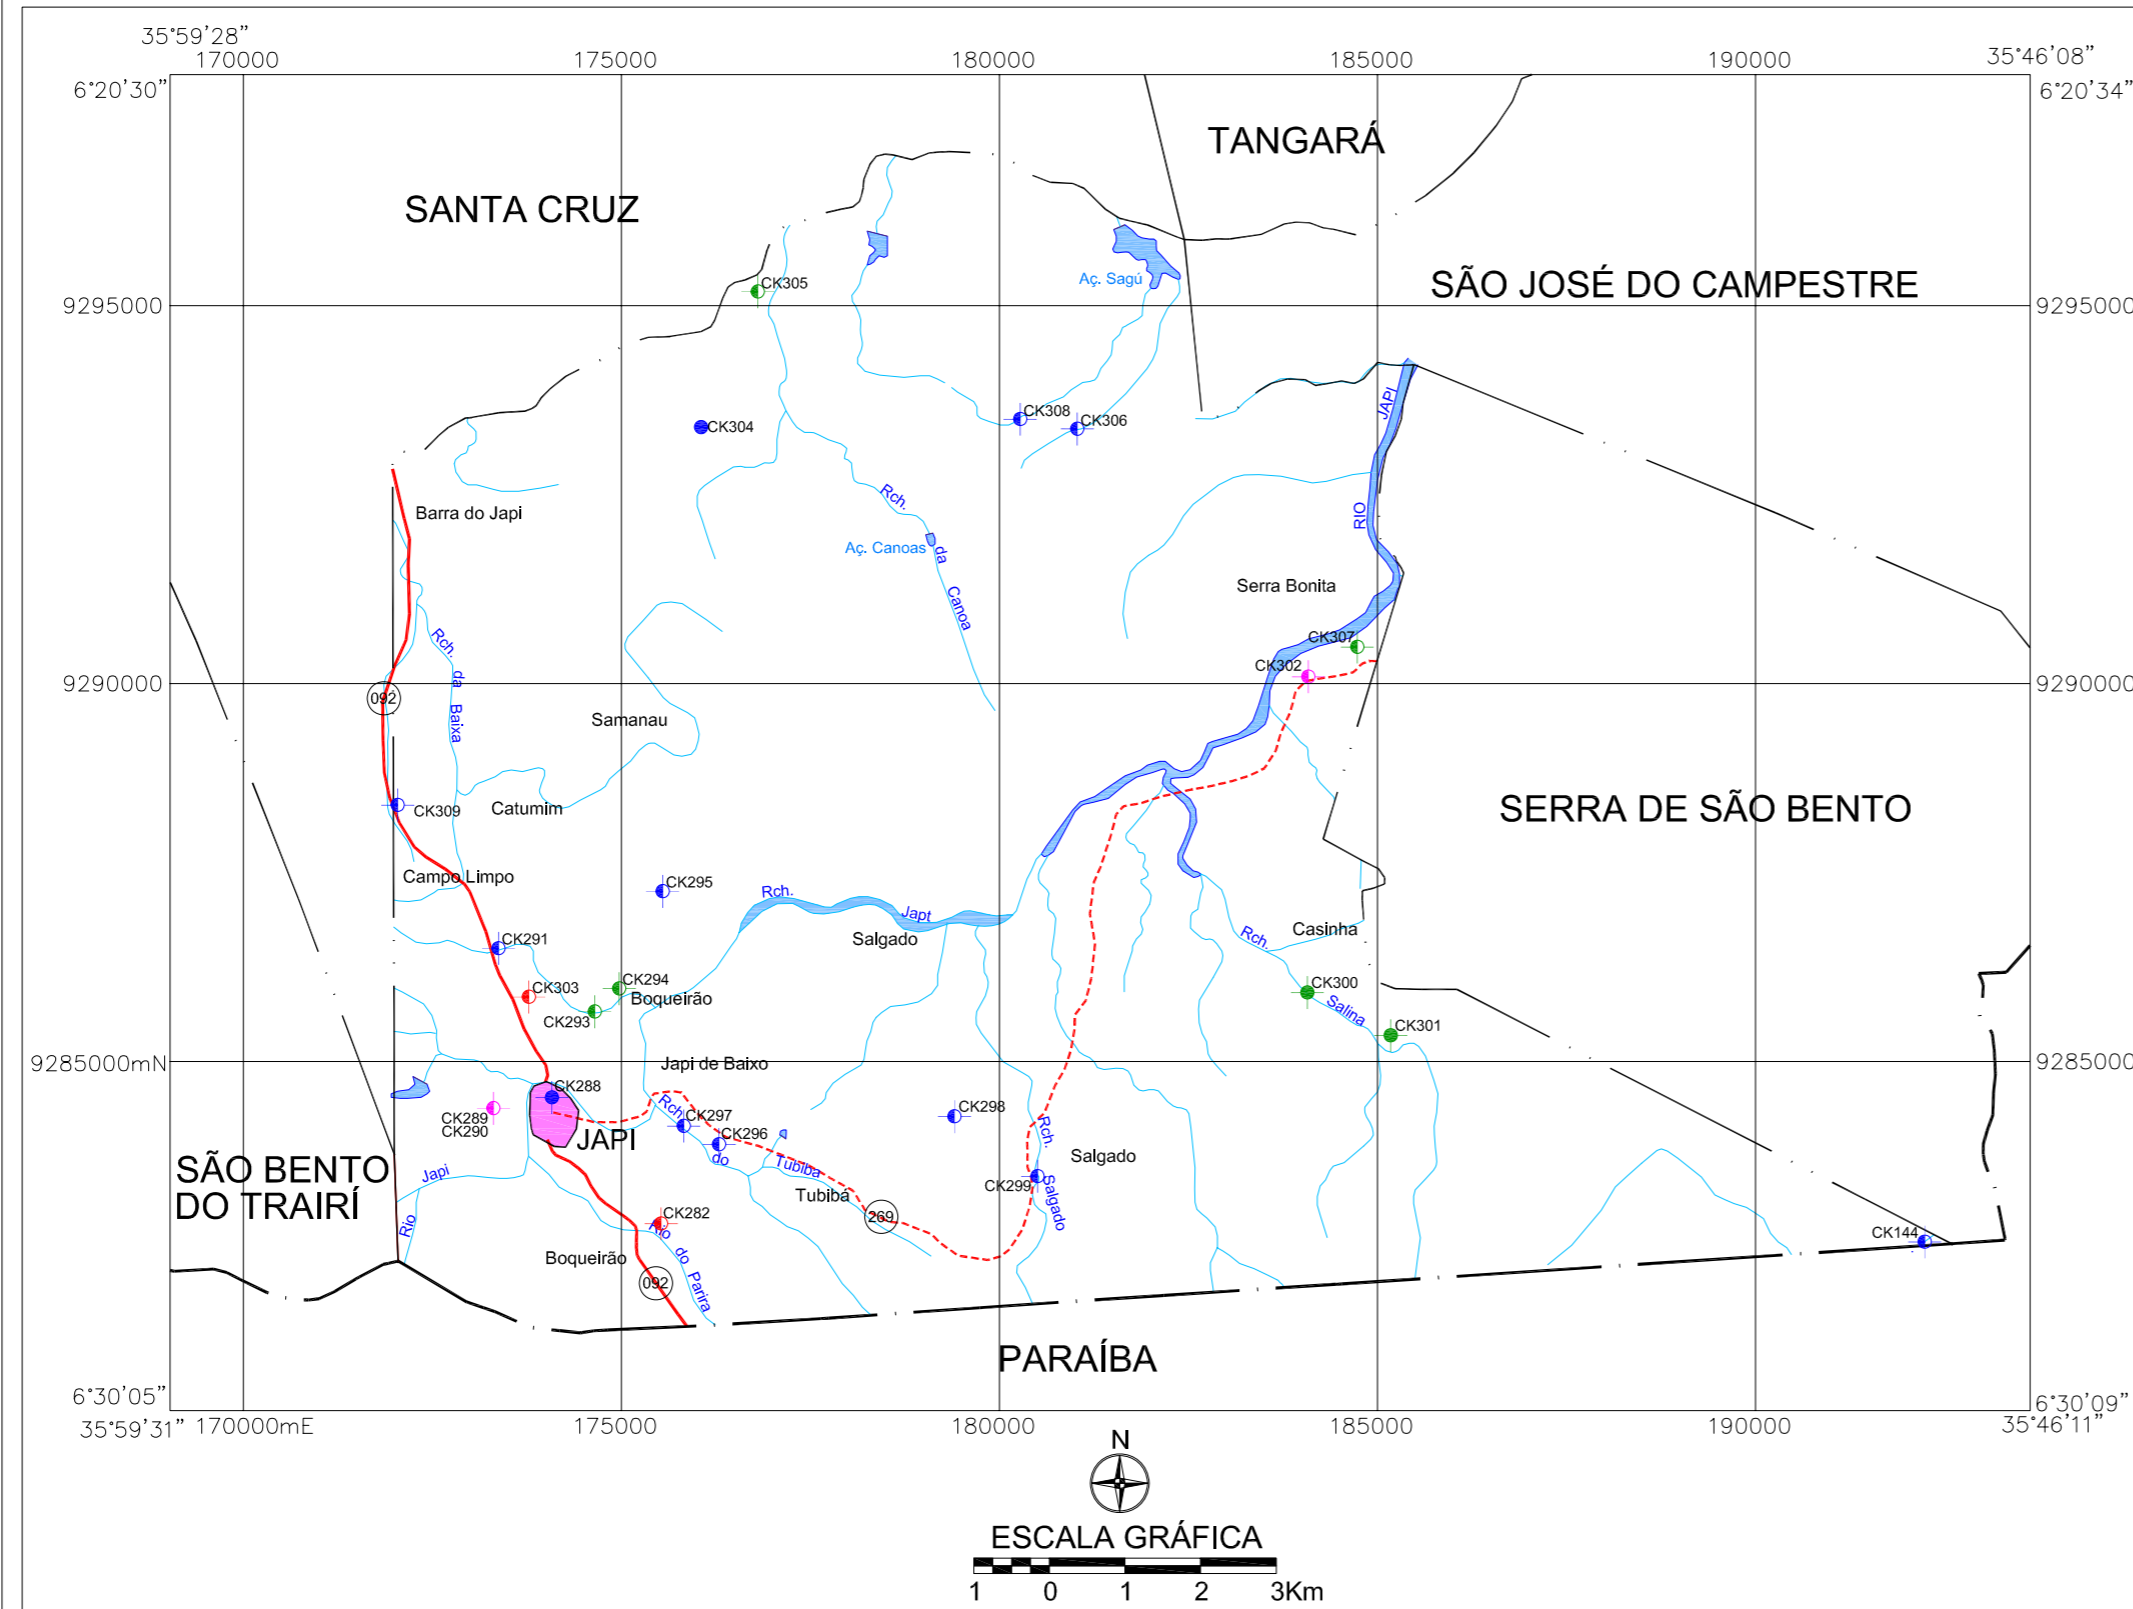 35°59'28"
35°46'08"
170000
175000
180000
185000
190000
6°20'30"
6°20'34"
TANGARÁ
SANTA CRUZ
SÃO JOSÉ DO CAMPESTRE
Aç. Sagú
CK305
9295000
9295000
JAPI
CK308
CK306
CK304
Rch.
da
Canoa
Barra do Japi
RIO
Aç. Canoas
Serra Bonita
Rch.
da
Baixa
CK307
CK302
9290000
9290000
092
Samanau
CK309
Catumim
SERRA DE SÃO BENTO
Campo Limpo
CK295
Rch.
Japt
Salgado
Casinha
Rch.
CK291
CK303
CK294
Boqueirão
CK293
CK300
Salina
CK301
9285000mN
9285000
Japi de Baixo
CK288
CK289
CK290
Rch.
CK297
CK298
CK296
do
JAPI
Rch.
Salgado
SÃO BENTO
DO TRAIRÍ
Japi
Tubiba
Tubibá
CK299
Salgado
Rio
269
CK282
Rio do Parira
CK144
Boqueirão
092
PARAÍBA
6°30'05"
6°30'09"
35°59'31"
170000mE
175000
180000
185000
190000
35°46'11"
N
ESCALA GRÁFICA
1 0 1 2 3Km